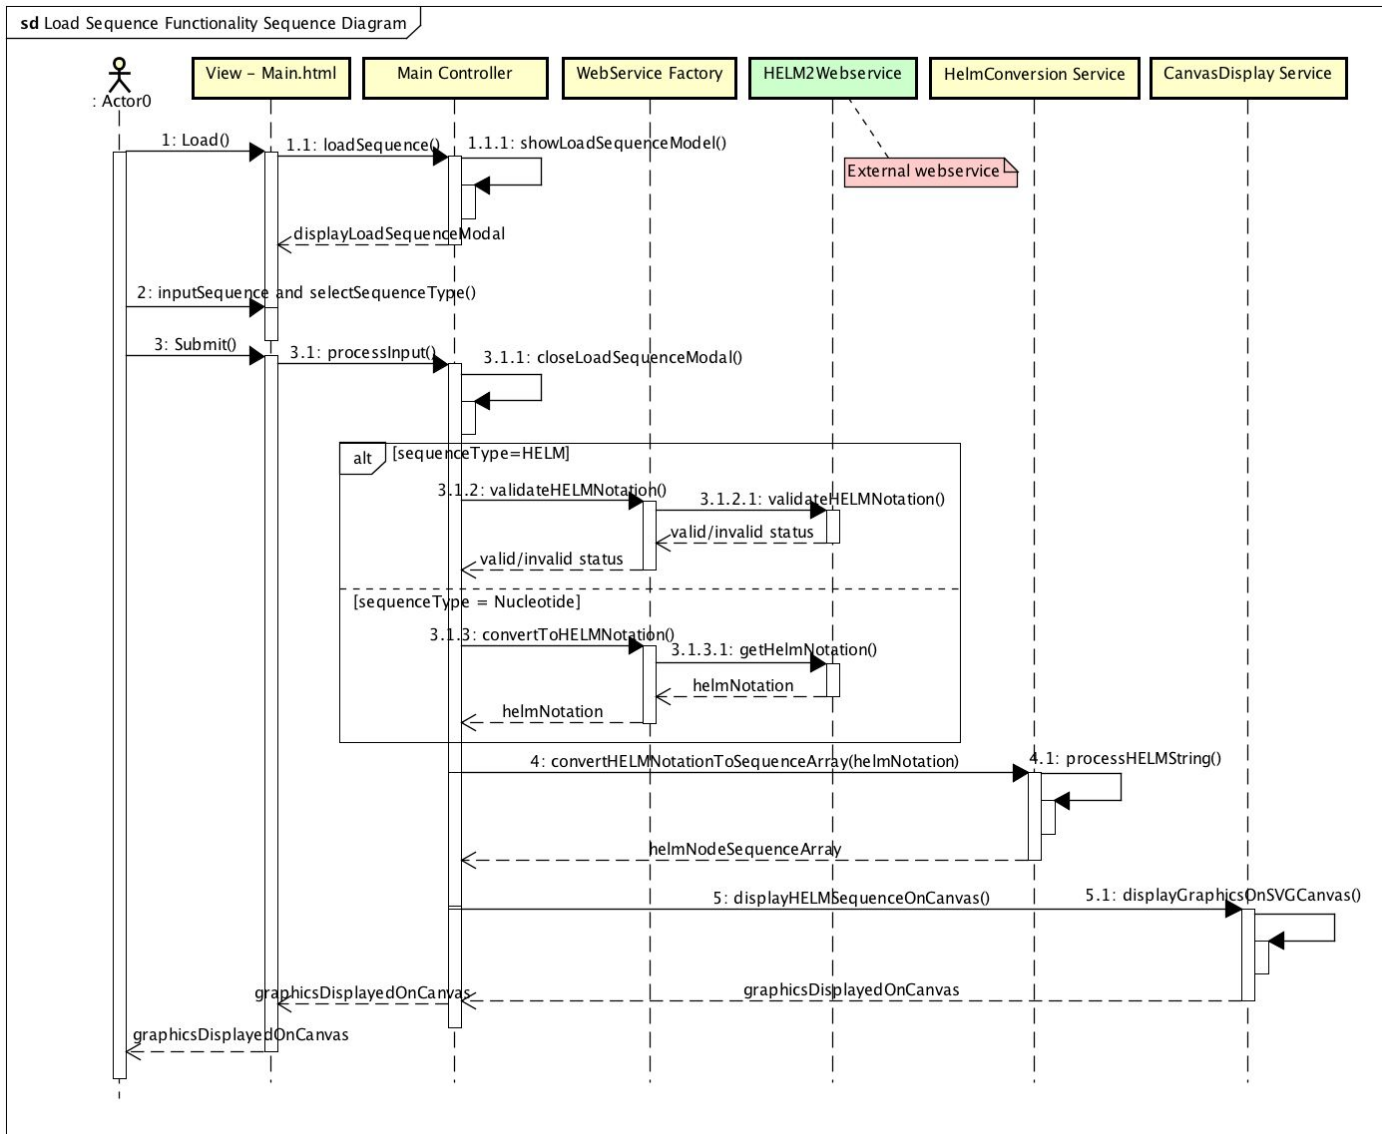 sd Load Sequence Functionality Sequence Diagram
: Actor0
View – Main.html
Main Controller
WebService Factory
HELM2Webservice
HelmConversion Service
CanvasDisplay Service
1: Load()
1.1: loadSequence()
1.1.1: showLoadSequenceModel()
External webservice
displayLoadSequenceModal
2: inputSequence and selectSequenceType()
3: Submit()
3.1: processInput()
3.1.1: closeLoadSequenceModal()
alt
[sequenceType=HELM]
3.1.2: validateHELMNotation()
3.1.2.1: validateHELMNotation()
valid/invalid status
valid/invalid status
[sequenceType = Nucleotide]
3.1.3: convertToHELMNotation()
3.1.3.1: getHelmNotation()
helmNotation
helmNotation
4: convertHELMNotationToSequenceArray(helmNotation)
4.1: processHELMString()
helmNodeSequenceArray
5: displayHELMSequenceOnCanvas()
5.1: displayGraphicsOnSVGCanvas()
graphicsDisplayedOnCanvas
graphicsDisplayedOnCanvas
graphicsDisplayedOnCanvas